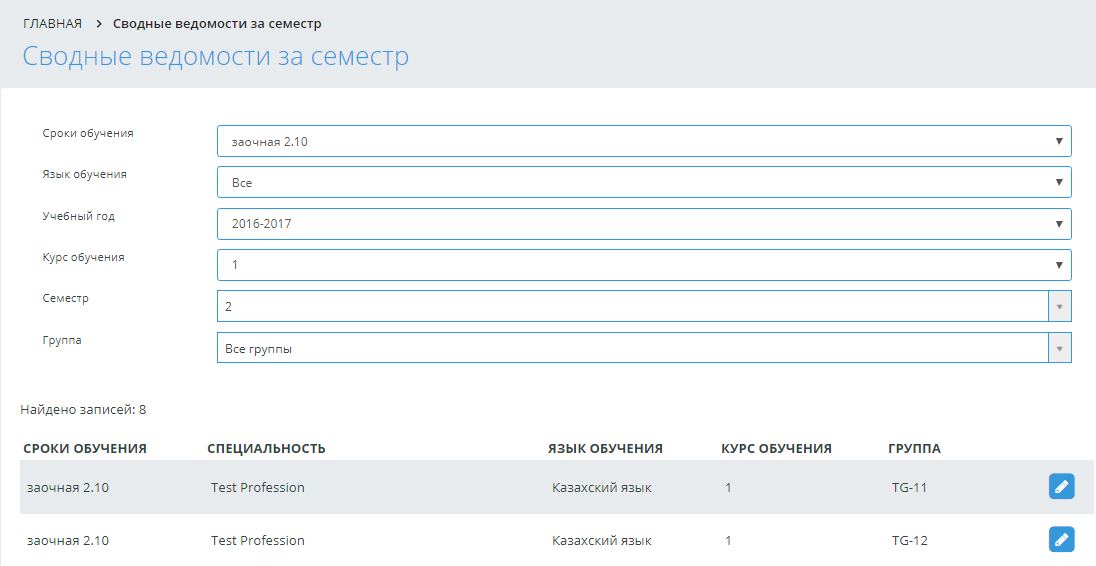 ГЛАВНАЯ > Сводные ведомости за семестр
Сводные ведомости за семестр
Сроки обучения заочная 2.10
Язык обучения Все
Учебный год 2016-2017
Курс обучения 1
Семестр 2
Группа Все группы
Найдено записей: 8
СРОКИ ОБУЧЕНИЯ СПЕЦИАЛЬНОСТЬ ЯЗЫК ОБУЧЕНИЯ КУРС ОБУЧЕНИЯ ГРУППА
заочная 2.10 Test Profession Казахский язык 1 TG-11
заочная 2.10 Test Profession Казахский язык 1 TG-12